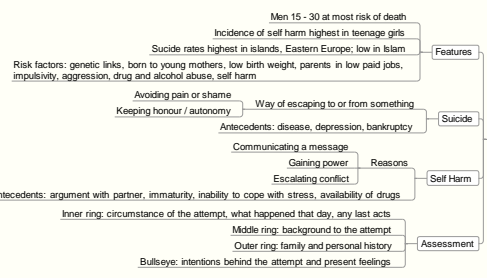 Men 15 - 30 at most risk of death
Incidence of self harm highest in teenage girls
Sucide rates highest in islands, Eastern Europe; low in Islam
Risk factors: genetic links, born to young mothers, low birth weight, parents in low paid jobs,
impulsivity, aggression, drug and alcohol abuse, self harm
Features
Avoiding pain or shame
Keeping honour / autonomy
Way of escaping to or from something
Antecedents: disease, depression, bankruptcy
Suicide
Communicating a message
Gaining power
Escalating conflict
Reasons
ntecedents: argument with partner, immaturity, inability to cope with stress, availability of drugs
Self Harm
Inner ring: circumstance of the attempt, what happened that day, any last acts
Middle ring: background to the attempt
Outer ring: family and personal history
Bullseye: intentions behind the attempt and present feelings
Assessment